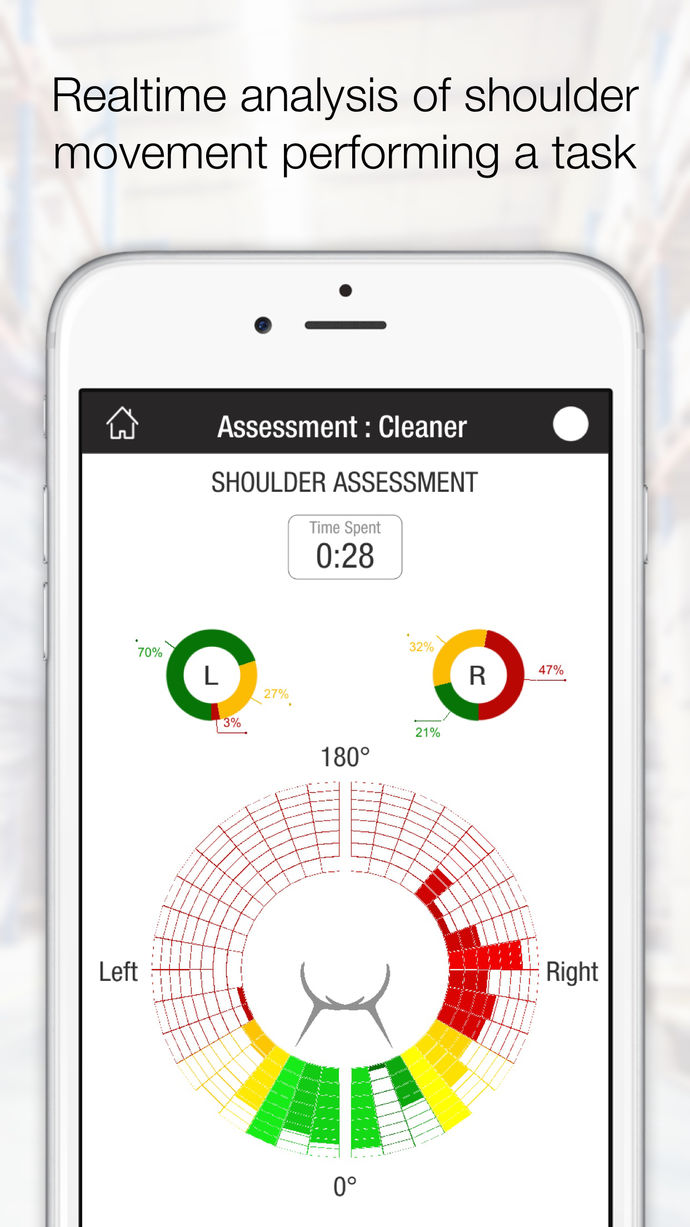 Realtime analysis of shoulder
movement performing a task
Assessment : Cleaner
SHOULDER ASSESSMENT
Time Spent
0:28
70%
L
27%
3%
32%
R
47%
21%
180°
Left
Right
0°